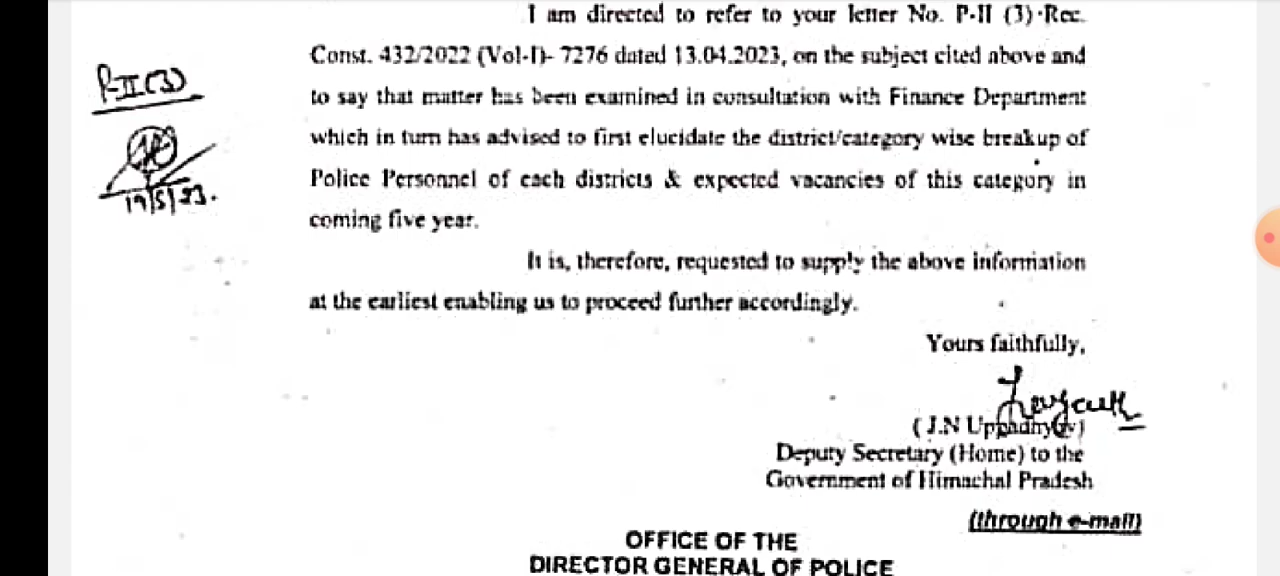 I am directed to refer to your letter No. P-II (3)-Rec.
Const. 432/2022 (Vol-I)- 7276 dated 13.04.2023, on the subject cited above and
to say that matter has been examined in consultation with Finance Department
which in turn has advised to first elucidate the district/category wise breakup of
Police Personnel of each districts & expected vacancies of this category in
coming five year.
P-II(3)
19/5/23.
It is, therefore, requested to supply the above information
at the earliest enabling us to proceed further accordingly.
Yours faithfully,
(J.N
Deputy Secretary (Home) to the
Government of Himachal Pradesh
(through e-mail)
OFFICE OF THE
DIRECTOR GENERAL OF POLICE